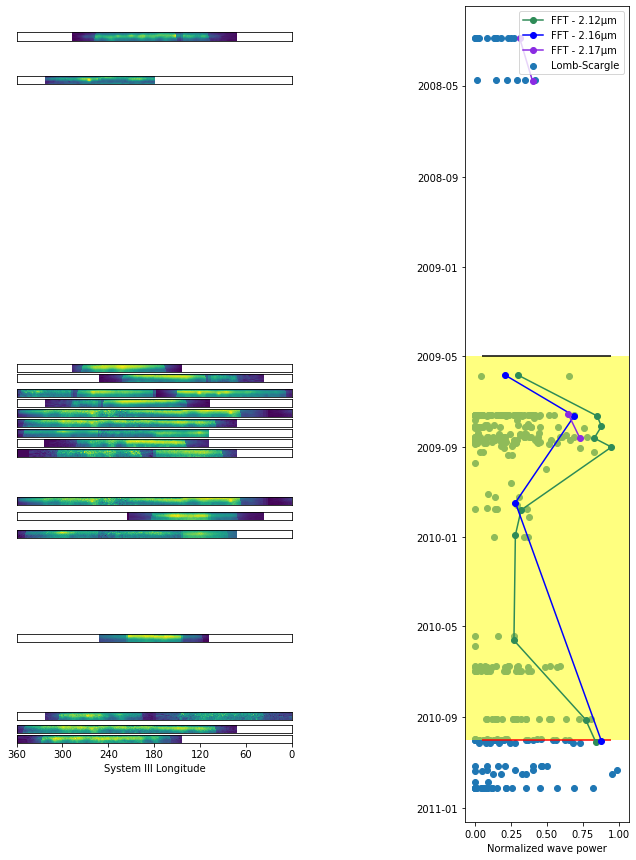 FFT - 2.12μm
FFT - 2.16μm
FFT - 2.17μm
Lomb-Scargle
2008-05
2008-09
2009-01
2009-05
2009-09
2010-01
2010-05
2010-09
2011-01
360 300 240 180 120 60 0
System III Longitude
0.00 0.25 0.50 0.75 1.00
Normalized wave power